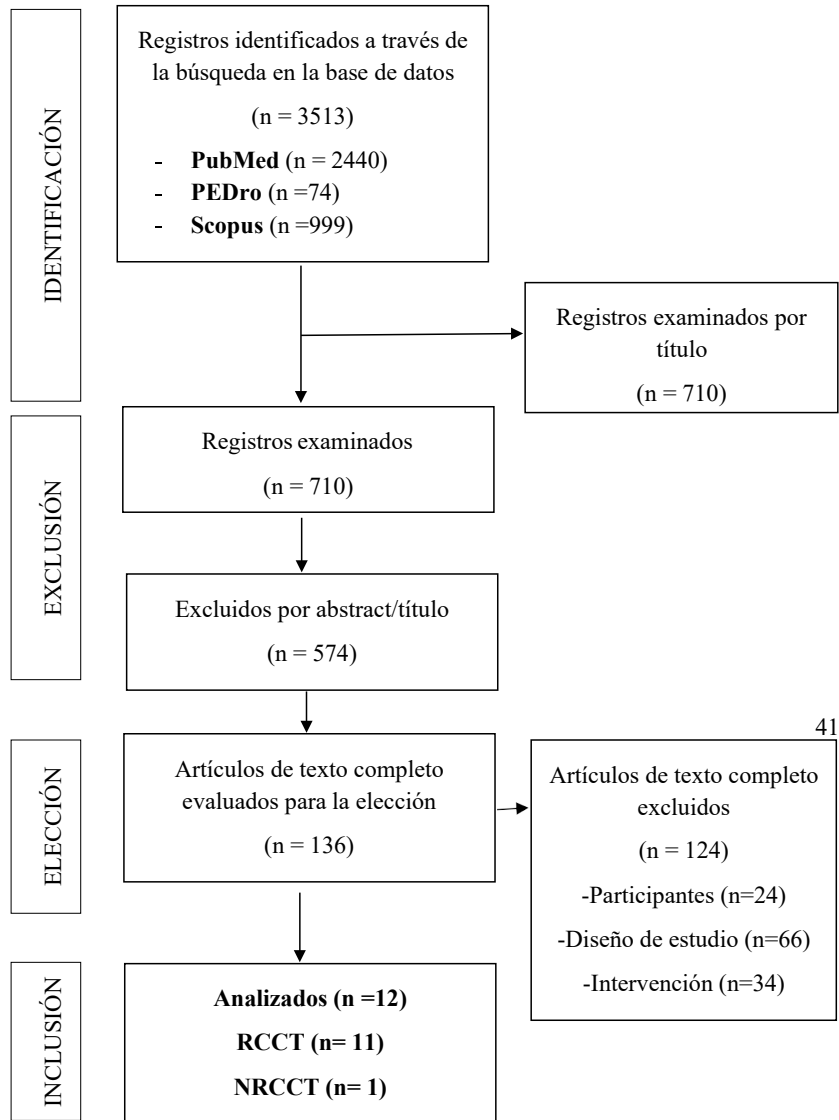 IDENTIFICACIÓN
Registros identificados a través de
la búsqueda en la base de datos
(n = 3513)
- PubMed (n = 2440)
- PEDro (n =74)
- Scopus (n =999)
Registros examinados por
título
(n = 710)
EXCLUSIÓN
Registros examinados
(n = 710)
Excluidos por abstract/título
(n = 574)
41
ELECCIÓN
Artículos de texto completo
evaluados para la elección
(n = 136)
Artículos de texto completo
excluidos
(n = 124)
-Participantes (n=24)
-Diseño de estudio (n=66)
-Intervención (n=34)
INCLUSIÓN
Analizados (n =12)
RCCT (n= 11)
NRCCT (n= 1)